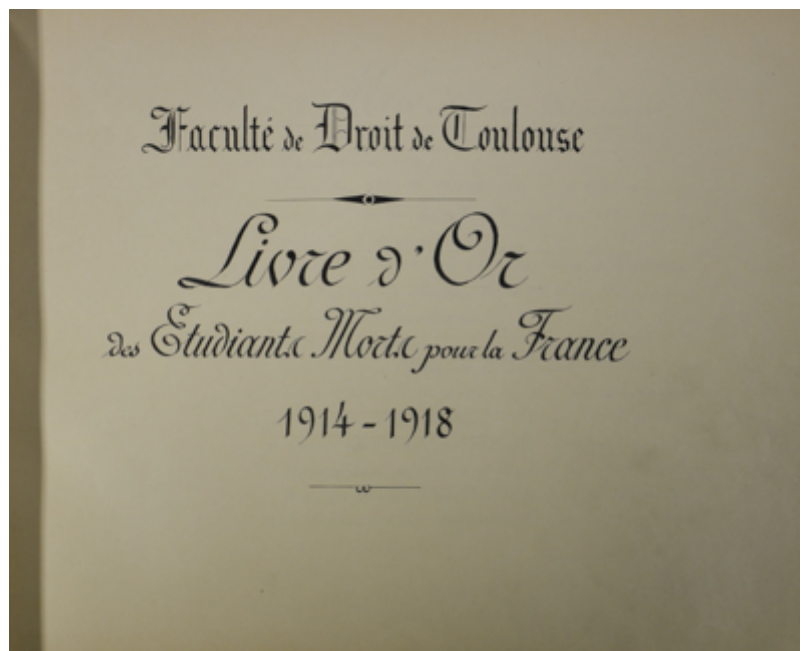 Faculté de Droit de Toulouse
Livre d'Or
des Etudiants Morts pour la France
1914-1918